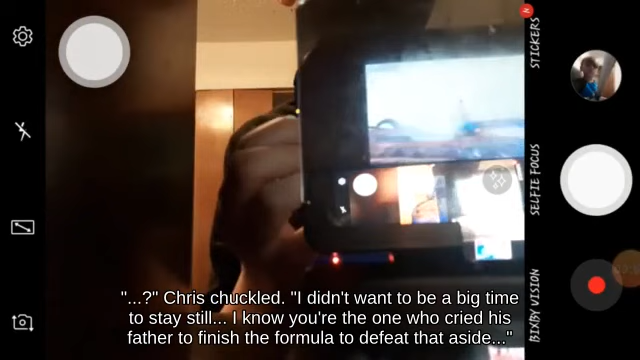 STICKERS
SELFIE FOCUS
BIXBY VISION
"...?" Chris chuckled. "I didn't want to be a big time
to stay still... I know you're the one who cried his
father to finish the formula to defeat that aside..."